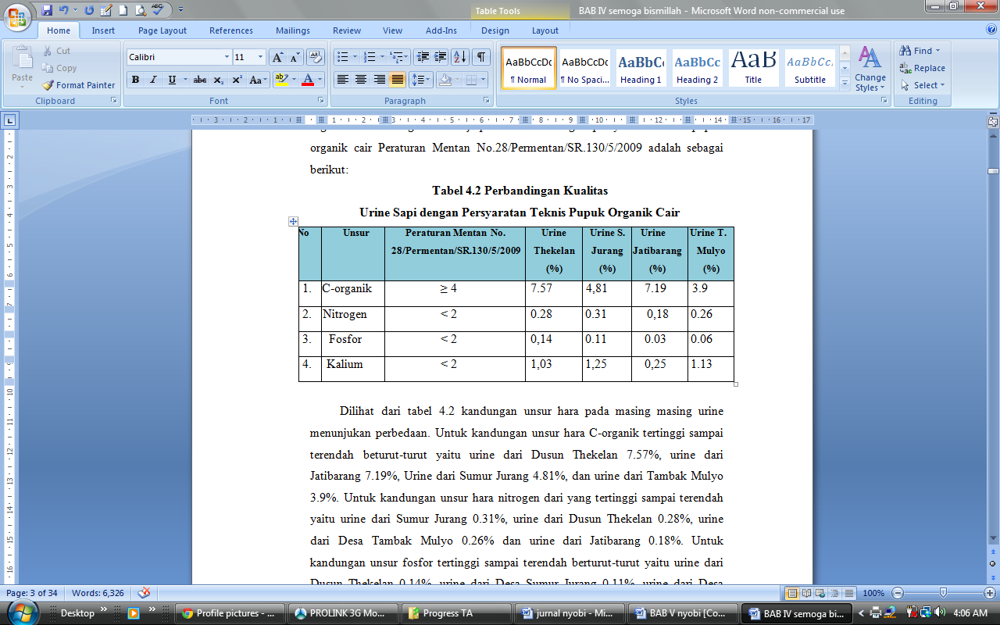 Table Tools
BAB IV semoga bismillah - Microsoft Word non-commercial use
Home Insert Page Layout References Mailings Review View Add-Ins Design Layout
Paste
Cut
Copy
Format Painter
Clipboard
Calibri 11
B I U abc x₂ x² Aa
Font
Paragraph
AaBbCcDc AaBbCcDc AaBbC AaBbCc AaB AaBbCc.
¶ Normal ¶ No Spaci... Heading 1 Heading 2 Title Subtitle
Change Styles
Styles
Find
Replace
Select
Editing
organik cair Peraturan Mentan No.28/Permentan/SR.130/5/2009 adalah sebagai
berikut:
Tabel 4.2 Perbandingan Kualitas
Urine Sapi dengan Persyaratan Teknis Pupuk Organik Cair
No Unsur Peraturan Mentan No. Urine Urine S. Urine Urine T.
28/Permentan/SR.130/5/2009 Thekelan Jurang Jatibarang Mulyo
(%) (%) (%) (%)
1. C-organik ≥ 4 7.57 4,81 7.19 3.9
2. Nitrogen < 2 0.28 0.31 0,18 0.26
3. Fosfor < 2 0,14 0.11 0.03 0.06
4. Kalium < 2 1,03 1,25 0,25 1.13
Dilihat dari tabel 4.2 kandungan unsur hara pada masing masing urine
menunjukan perbedaan. Untuk kandungan unsur hara C-organik tertinggi sampai
terendah beturut-turut yaitu urine dari Dusun Thekelan 7.57%, urine dari
Jatibarang 7.19%, Urine dari Sumur Jurang 4.81%, dan urine dari Tambak Mulyo
3.9%. Untuk kandungan unsur hara nitrogen dari yang tertinggi sampai terendah
yaitu urine dari Sumur Jurang 0.31%, urine dari Dusun Thekelan 0.28%, urine
dari Desa Tambak Mulyo 0.26% dan urine dari Jatibarang 0.18%. Untuk
kandungan unsur fosfor tertinggi sampai terendah berturut-turut yaitu urine dari
Dusun Thekelan 0.14%, urine dari Desa Sumur Jurang 0.11%, urine dari Desa
Page: 3 of 34 Words: 6,326 100%
Desktop Profile pictures - ... PROLINK 3G Mo... Progress TA jurnal nyobi - Mi... BAB V nyobi [Co... BAB IV semoga bi... 4:06 AM